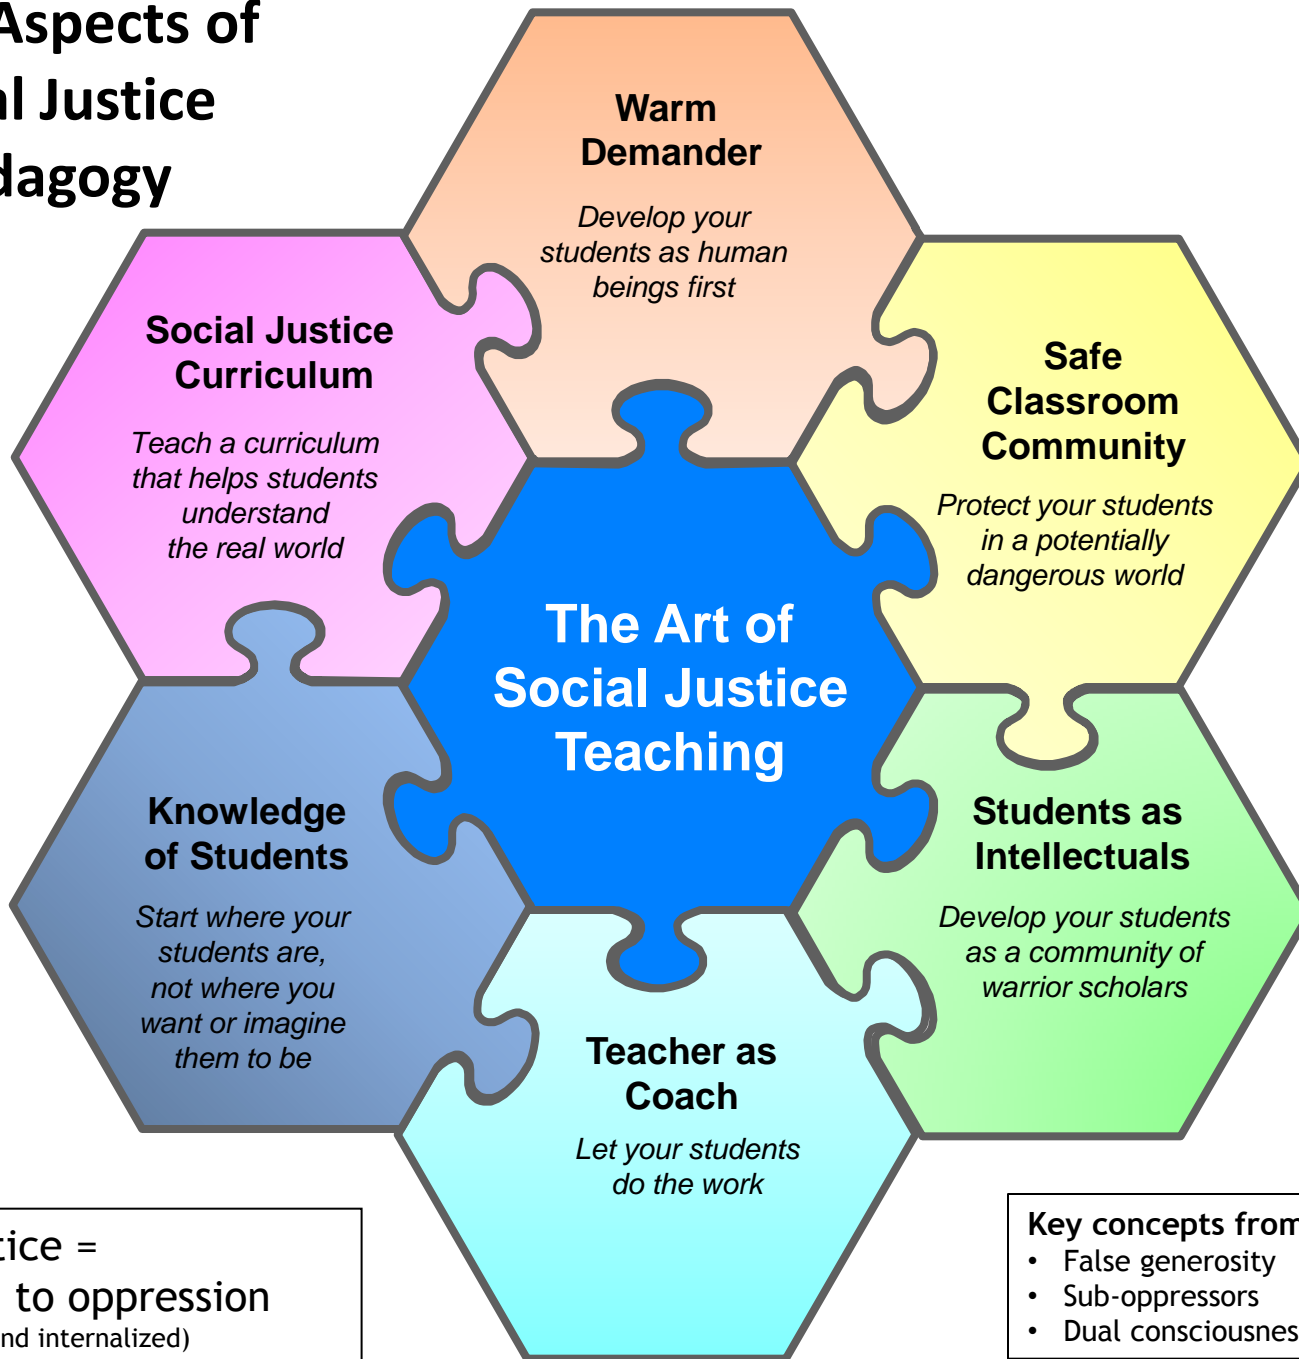 Aspects of
al Justice
dagogy
Warm
Demander
Develop your
students as human
beings first
Social Justice
Curriculum
Teach a curriculum
that helps students
understand
the real world
Safe
Classroom
Community
Protect your students
in a potentially
dangerous world
The Art of
Social Justice
Teaching
Knowledge
of Students
Start where your
students are,
not where you
want or imagine
them to be
Students as
Intellectuals
Develop your students
as a community of
warrior scholars
Teacher as
Coach
Let your students
do the work
tice =
to oppression
nd internalized)
Key concepts from
• False generosity
• Sub-oppressors
• Dual consciousnes